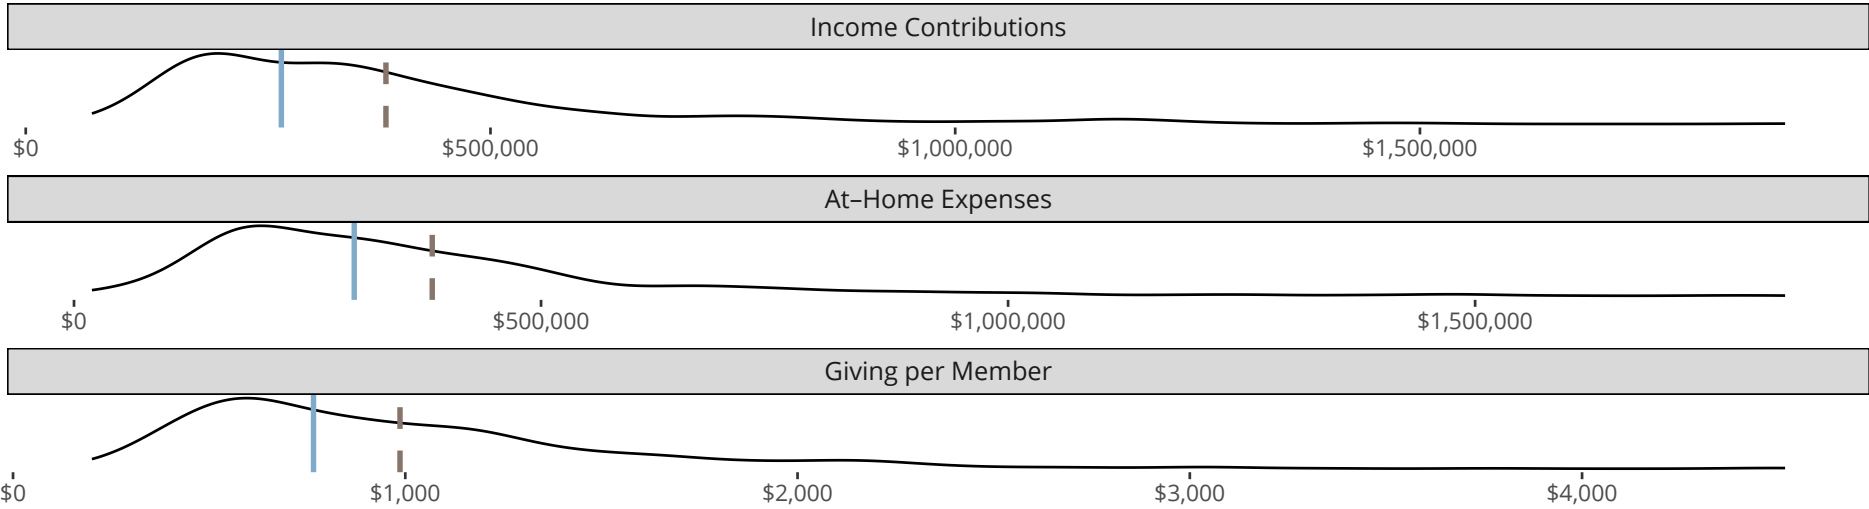 Income Contributions
$0 $500,000 $1,000,000 $1,500,000
At–Home Expenses
$0 $500,000 $1,000,000 $1,500,000
Giving per Member
$0 $1,000 $2,000 $3,000 $4,000